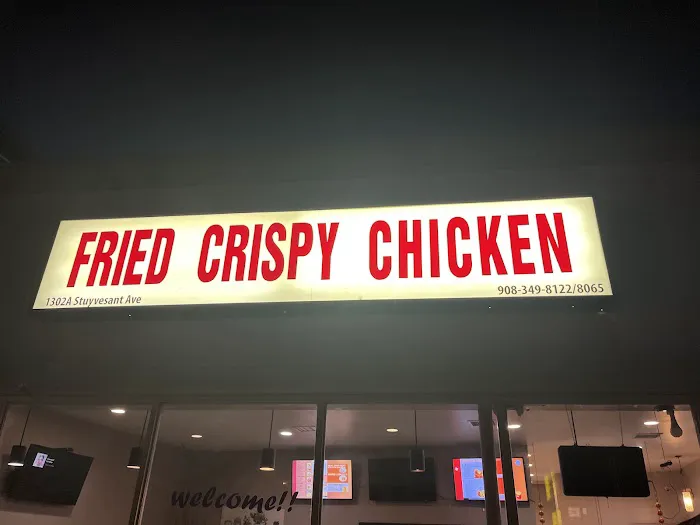 FRIED CRISPY CHICKEN
1302A Stuyvesant Ave
908-349-8122/8065
welcome!!